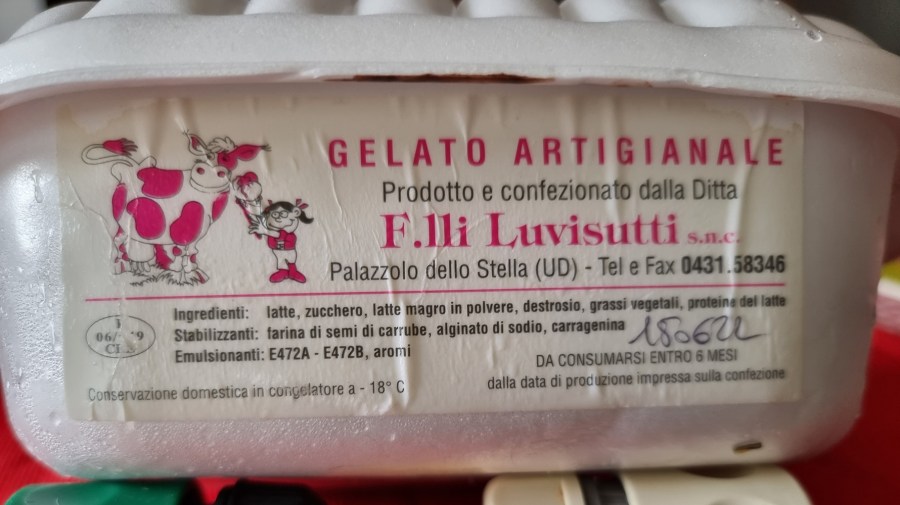 GELATO ARTIGIANALE
Prodotto e confezionato dalla Ditta
F.lli Luvisutti s.n.c.
Palazzolo dello Stella (UD) - Tel e Fax 0431.58346
Ingredienti: latte, zucchero, latte magro in polvere, destrosio, grassi vegetali, proteine del latte
Stabilizzanti: farina di semi di carrube, alginato di sodio, carragenina
Emulsionanti: E472A - E472B, aromi
DA CONSUMARSI ENTRO 6 MESI
dalla data di produzione impressa sulla confezione
Conservazione domestica in congelatore a - 18° C